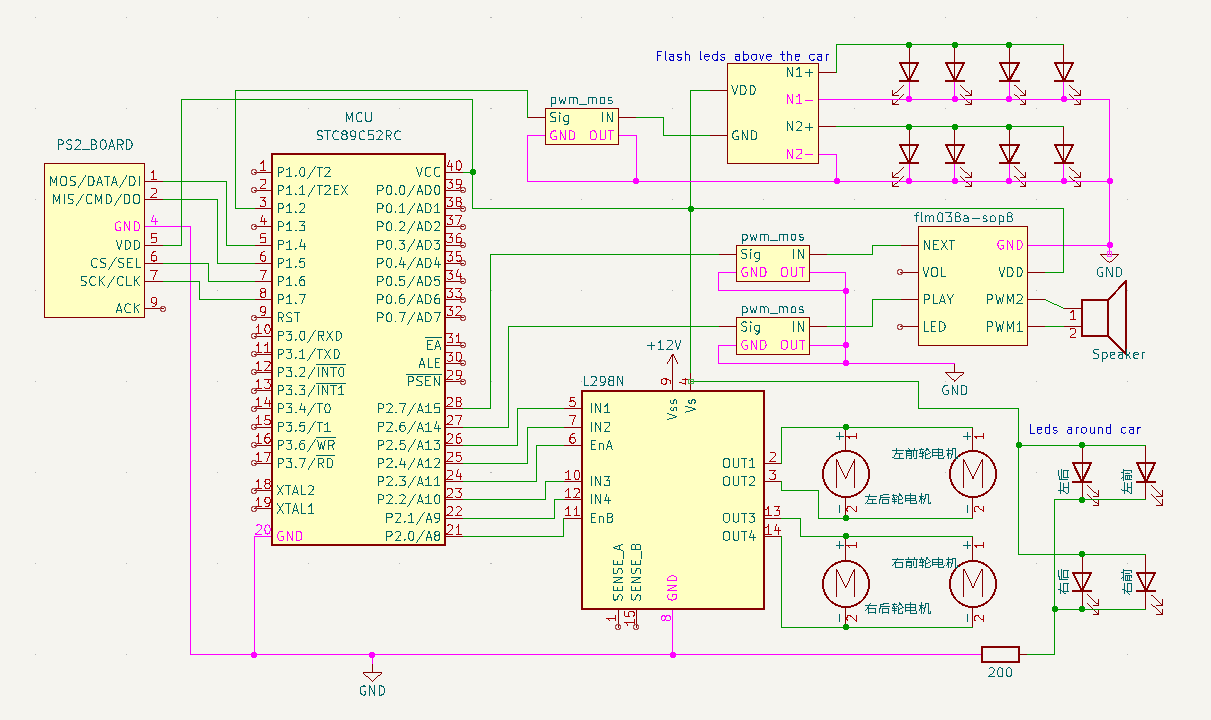 Flash leds above the car
N1+
N1-
N2+
N2-
VDD
GND
pwm_mos
Sig
IN
GND
OUT
MCU
STC89C52RC
PS2_BOARD
MOS/DATA/DI
1
MIS/CMD/DO
2
GND
4
VDD
5
CS/SEL
6
SCK/CLK
7
ACK
9
1
P1.0/T2
VCC
40
2
P1.1/T2EX
P0.0/AD0
39
3
P1.2
P0.1/AD1
38
4
P1.3
P0.2/AD2
37
5
P1.4
P0.3/AD3
36
6
P1.5
P0.4/AD4
35
7
P1.6
P0.5/AD5
34
8
P1.7
P0.6/AD6
33
9
RST
P0.7/AD7
32
10
P3.0/RXD
EA
31
11
P3.1/TXD
ALE
30
12
P3.2/INT0
PSEN
29
13
P3.3/INT1
14
P3.4/T0
P2.7/A15
28
15
P3.5/T1
P2.6/A14
27
16
P3.6/WR
P2.5/A13
26
17
P3.7/RD
P2.4/A12
25
P2.3/A11
24
18
XTAL2
P2.2/A10
23
19
XTAL1
P2.1/A9
22
20
GND
P2.0/A8
21
flm038a-sop8
NEXT
GND
VOL
VDD
PLAY
PWM2
LED
PWM1
GND
1
2
Speaker
pwm_mos
Sig
IN
GND
OUT
pwm_mos
Sig
IN
GND
OUT
GND
+12V
L298N
9
4
Vss
Vs
5
IN1
7
IN2
6
EnA
10
IN3
12
IN4
11
EnB
OUT1
2
OUT2
3
OUT3
13
OUT4
14
SENSE_A
SENSE_B
GND
1
15
8
+
1
M
-
2
左后轮电机
+
1
左前轮电机
M
-
2
+
1
M
-
2
右后轮电机
+
1
右前轮电机
M
-
2
Leds around car
左后
左前
右后
右前
200
GND